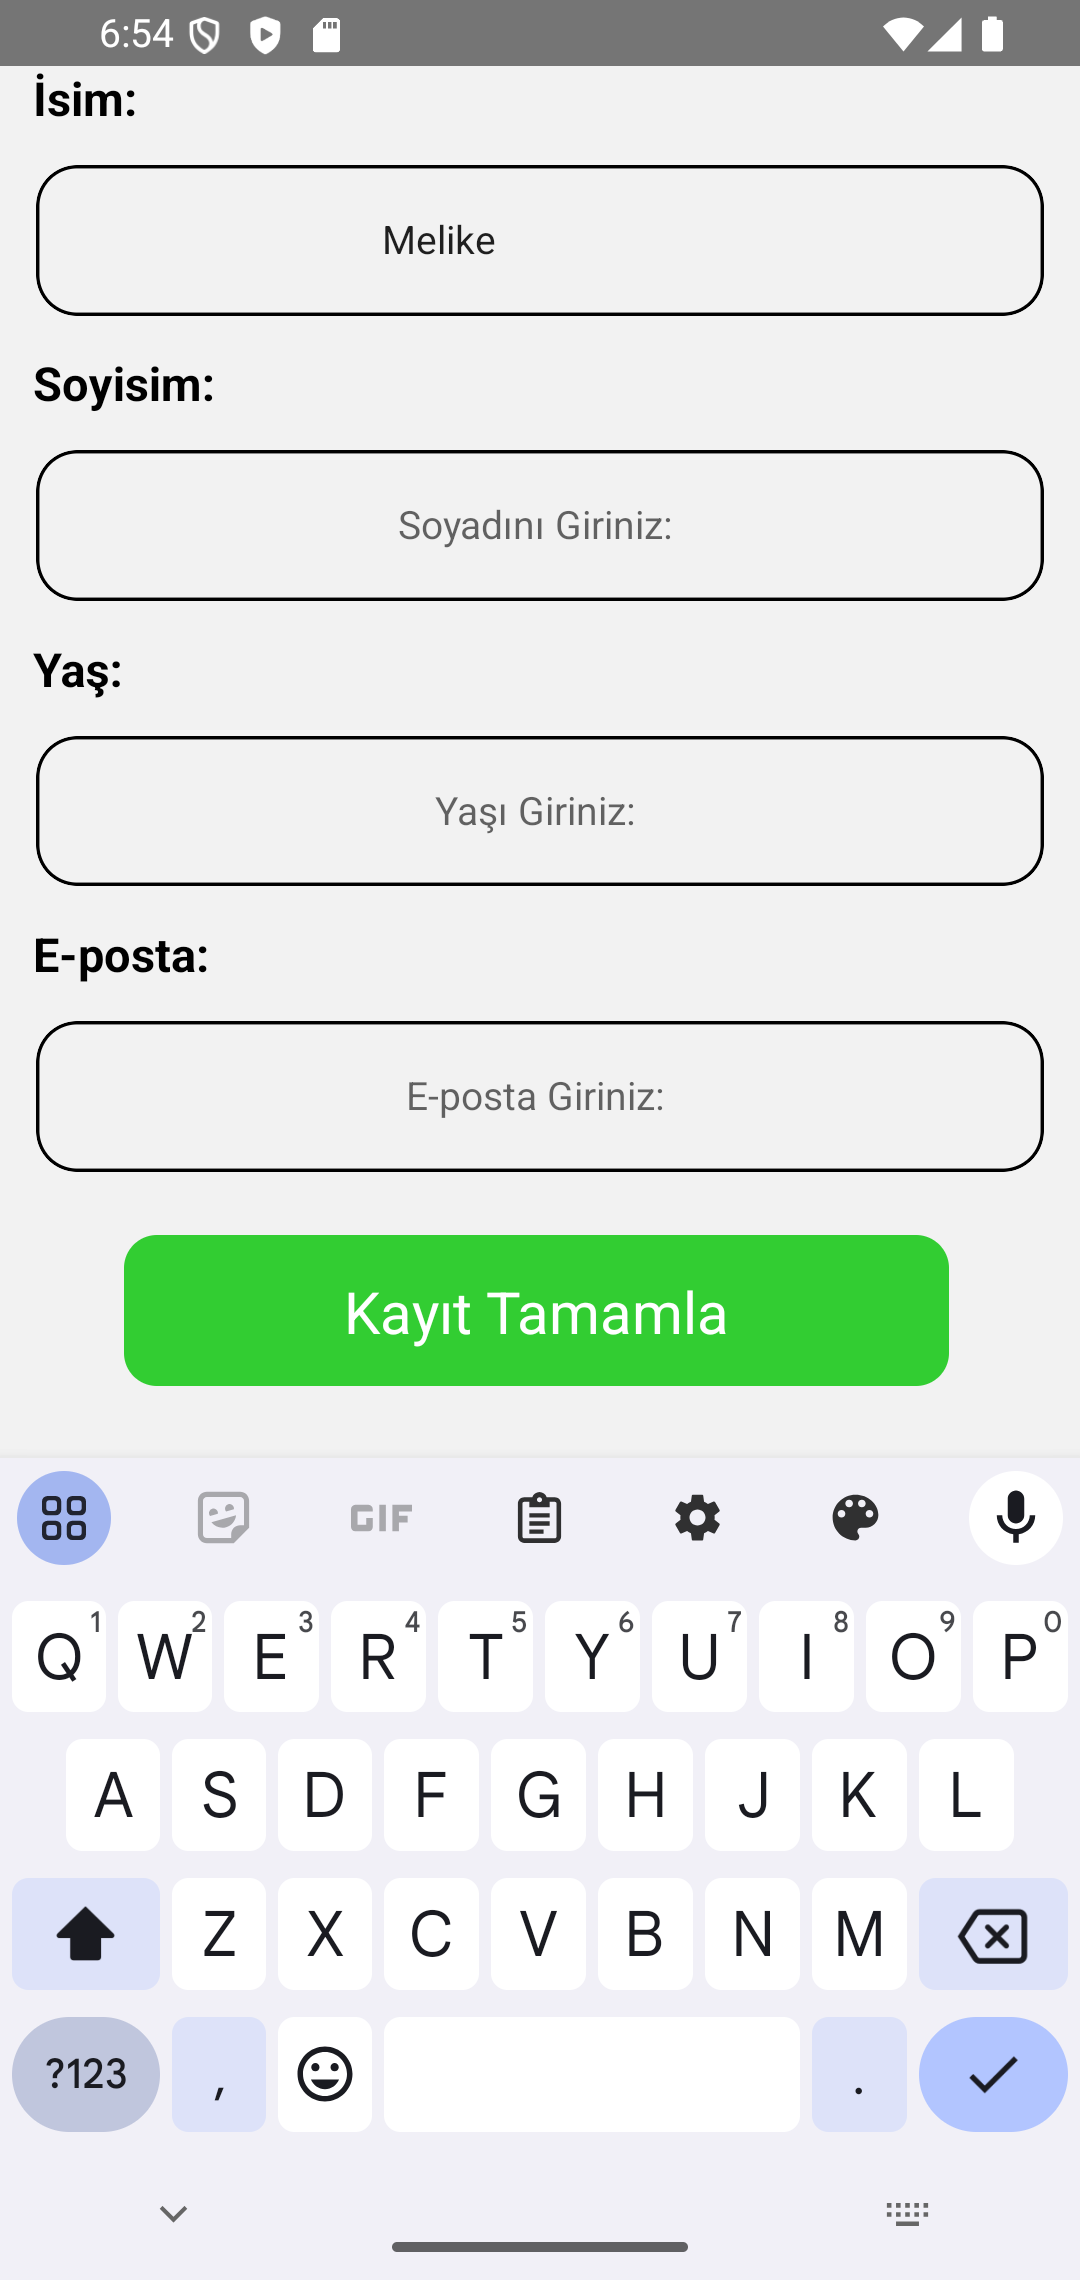 6:54
İsim:
Melike
Soyisim:
Soyadını Giriniz:
Yaş:
Yaşı Giriniz:
E-posta:
E-posta Giriniz:
Kayıt Tamamla
GIF
Q 1 W 2 E 3 R 4 T 5 Y 6 U 7 I 8 O 9 P 0
A S D F G H J K L
Z X C V B N M
?123 , .